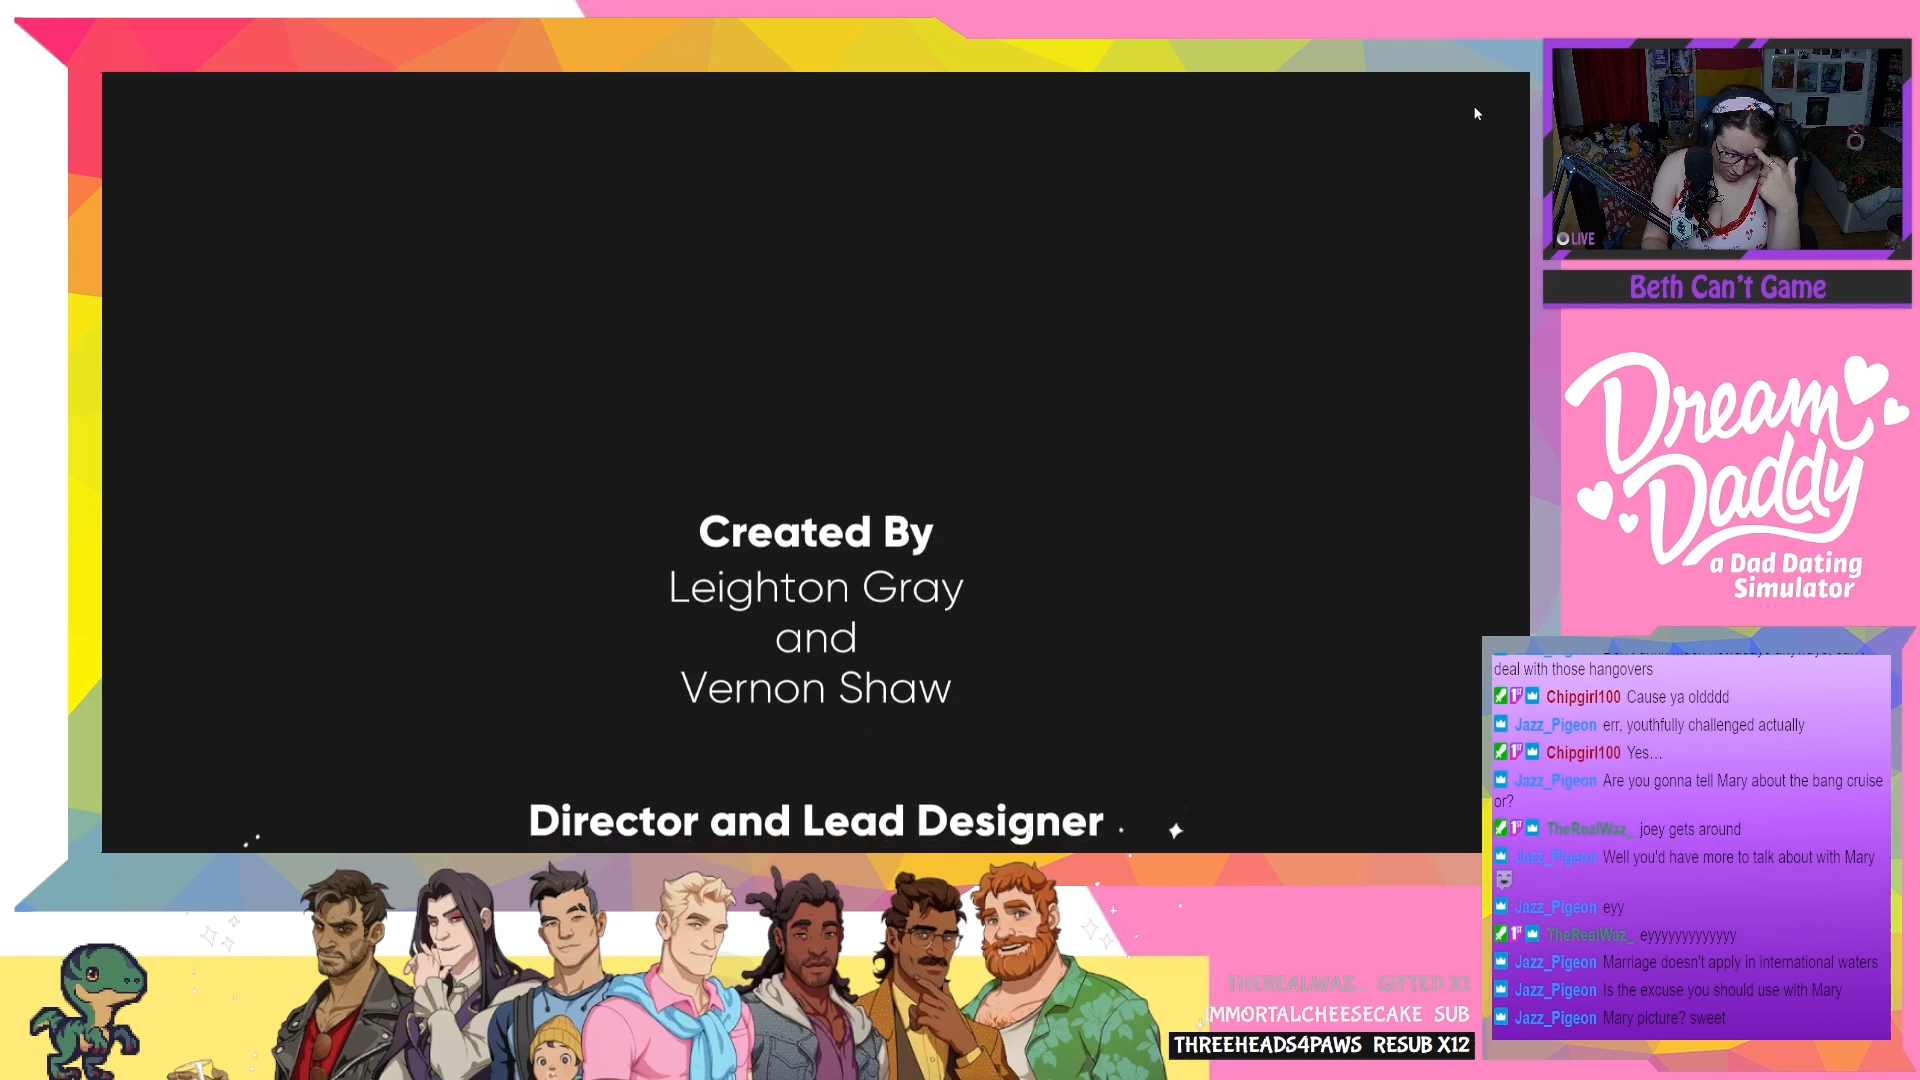 Created By
Leighton Gray
and
Vernon Shaw
Director and Lead Designer
LIVE
Beth Can't Game
Dream
Daddy
a Dad Dating
Simulator
deal with those hangovers
Chipgirl100 Cause ya oldddd
Jazz_Pigeon err, youthfully challenged actually
Chipgirl100 Yes...
Jazz_Pigeon Are you gonna tell Mary about the bang cruise
or?
TheRealWaz_ joey gets around
Jazz_Pigeon Well you'd have more to talk about with Mary
Jazz_Pigeon eyy
TheRealWaz_ eyyyyyyyyyyyyy
Jazz_Pigeon Marriage doesn't apply in international waters
Jazz_Pigeon Is the excuse you should use with Mary
Jazz_Pigeon Mary picture? sweet
THEREALWAZ_ GIFTED X1
IMMORTALCHEESECAKE SUB
THREEHEADS4PAWS RESUB X12